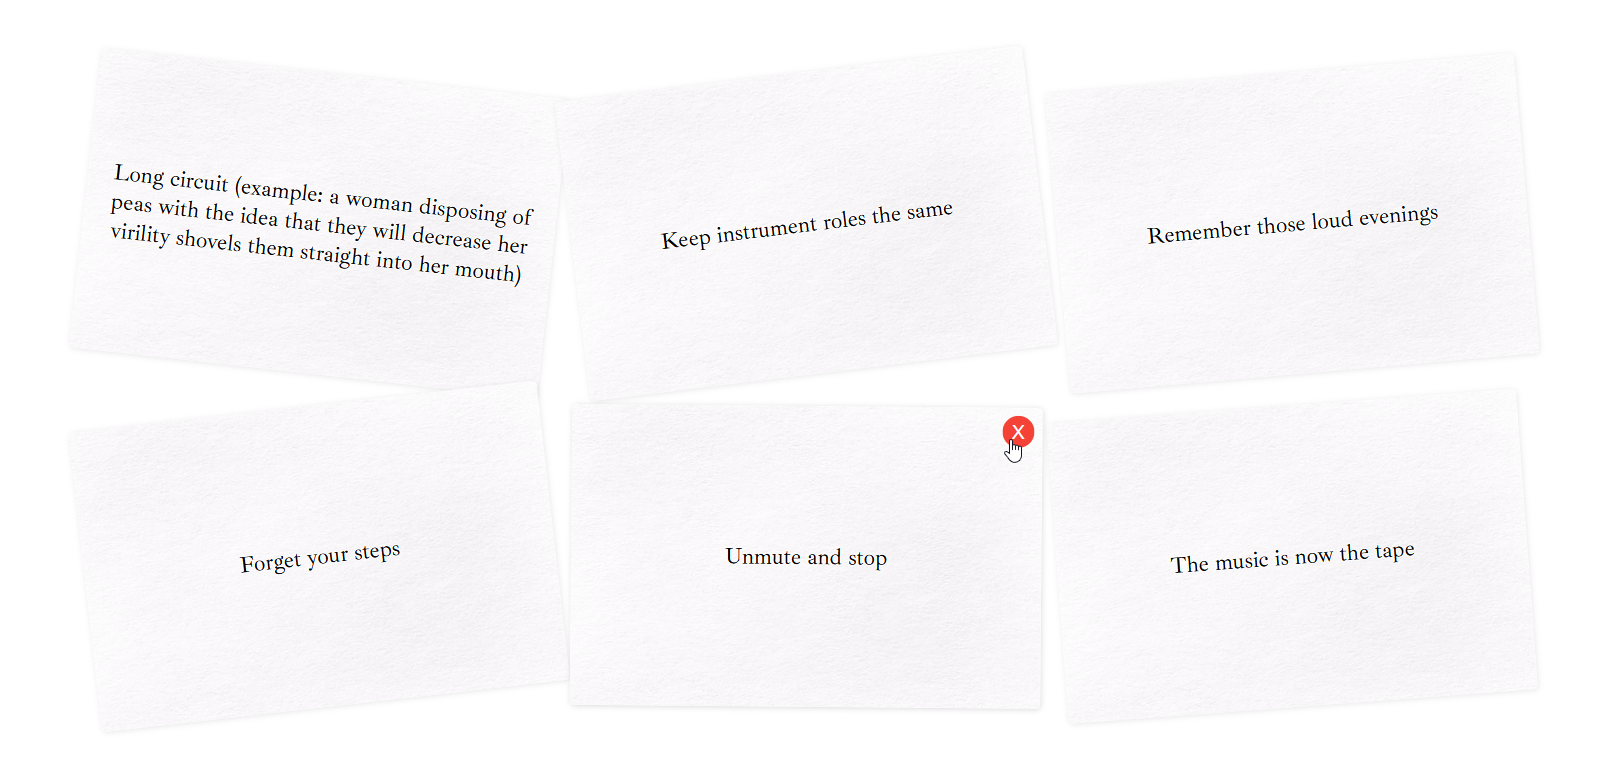 Long circuit (example: a woman disposing of
peas with the idea that they will decrease her
virility shovels them straight into her mouth)
Keep instrument roles the same
Remember those loud evenings
Forget your steps
X
Unmute and stop
The music is now the tape